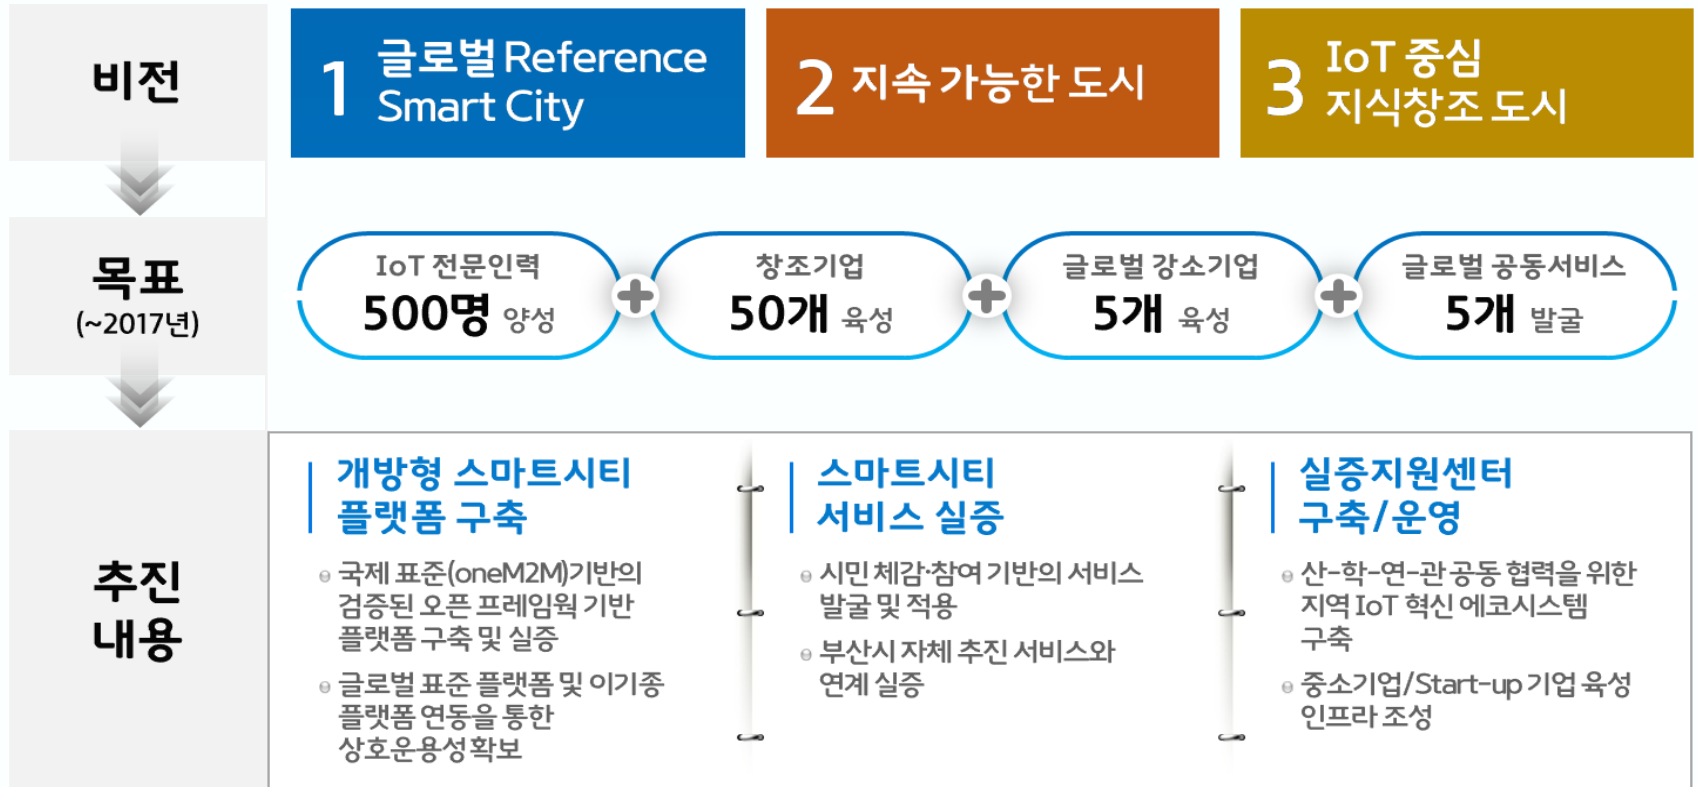 비전
1 글로벌 Reference
Smart City
2 지속 가능한 도시
3 IoT 중심
지식창조 도시
목표
(~2017년)
IoT 전문인력
500명 양성
창조기업
50개 육성
글로벌 강소기업
5개 육성
글로벌 공동서비스
5개 발굴
추진
내용
개방형 스마트시티
플랫폼 구축
국제 표준(oneM2M)기반의
검증된 오픈 프레임웍 기반
플랫폼 구축 및 실증
글로벌 표준 플랫폼 및 이기종
플랫폼 연동을 통한
상호운용성 확보
스마트시티
서비스 실증
시민 체감·참여 기반의 서비스
발굴 및 적용
부산시 자체 추진 서비스와
연계 실증
실증지원센터
구축/운영
산-학-연-관 공동 협력을 위한
지역 IoT 혁신 에코시스템
구축
중소기업/Start-up 기업 육성
인프라 조성